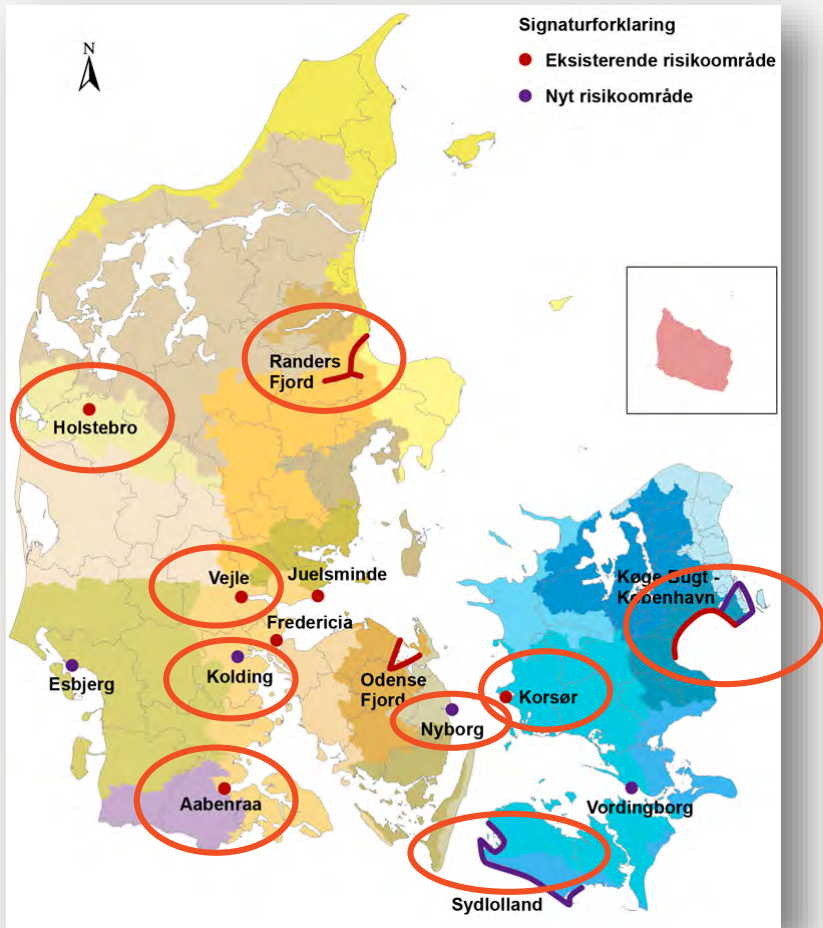 Signaturforklaring
N
Eksisterende risikoområde
Nyt risikoområde
Randers
Fjord
Holstebro
Vejle
Juelsminde
Køge Bugt -
København
Fredericia
Esbjerg
Kolding
Odense
Fjord
Korsør
Nyborg
Aabenraa
Vordingborg
Sydlolland